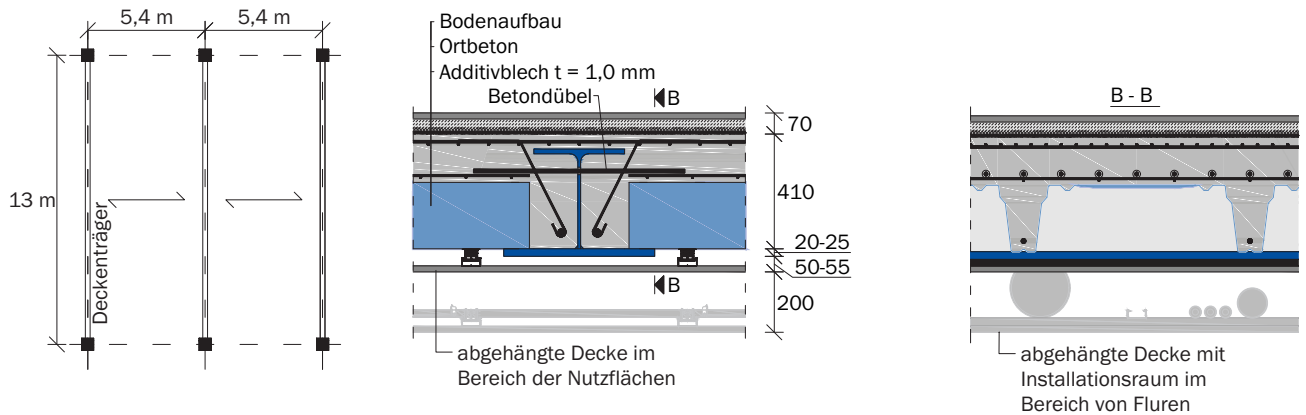 5,4 m
5,4 m
13 m
Deckenträger
Bodenaufbau
Ortbeton
Additivblech t = 1,0 mm
Betondübel
B
70
410
20-25
50-55
200
B
abgehängte Decke im
Bereich der Nutzflächen
B - B
abgehängte Decke mit
Installationsraum im
Bereich von Fluren